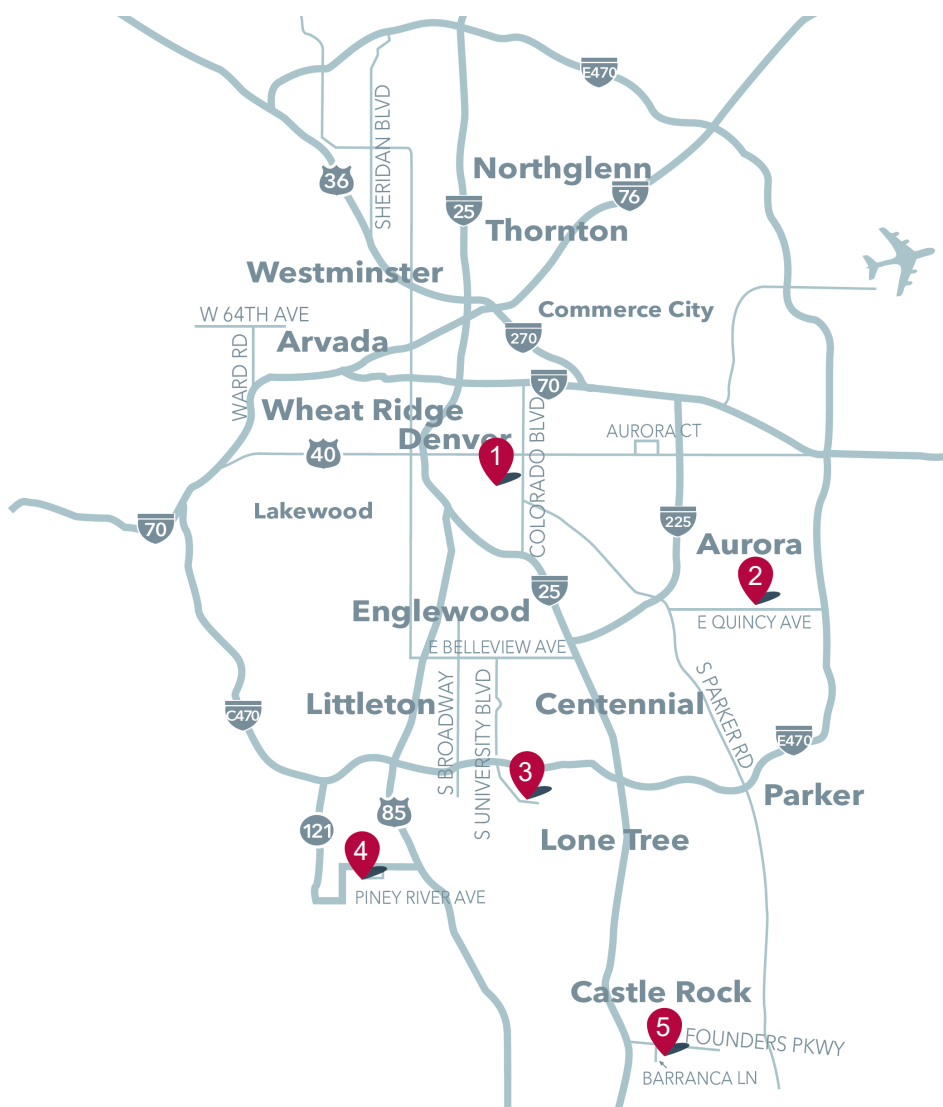 E470
SHERIDAN BLVD
Northglenn
36
76
25
Thornton
Westminster
Commerce City
W 64TH AVE
270
Arvada
WARD RD
70
Wheat Ridge
COLORADO BLVD
AURORA CT
Denver
40
1
Lakewood
70
225
Aurora
2
25
Englewood
E QUINCY AVE
E BELLEVIEW AVE
S PARKER RD
Littleton
Centennial
S BROADWAY
S UNIVERSITY BLVD
C470
E470
3
Parker
85
121
Lone Tree
4
PINEY RIVER AVE
Castle Rock
5
FOUNDERS PKWY
BARRANCA LN